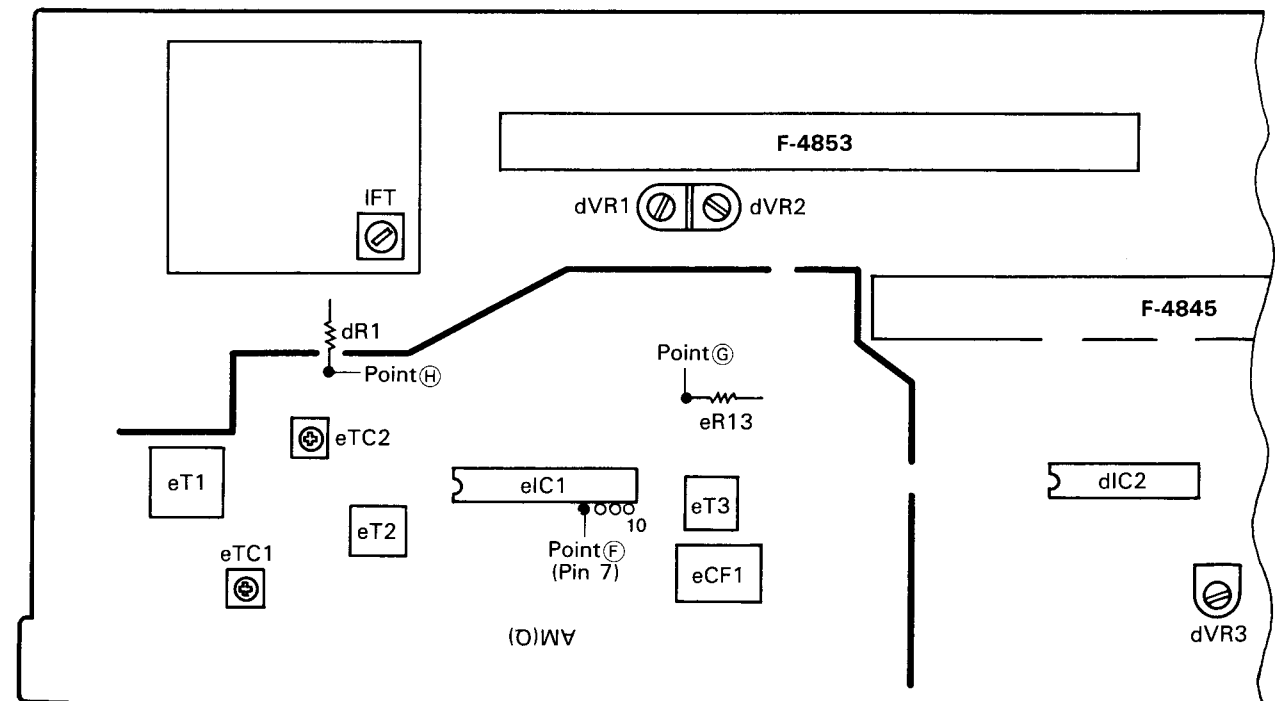 F-4853
IFT
dVR1
dVR2
F-4845
dR1
Point Ⓗ
Point Ⓖ
eR13
eTC2
eT1
eIC1
eT3
dIC2
10
eT2
Point Ⓕ
(Pin 7)
eTC1
eCF1
AM(Q)
dVR3